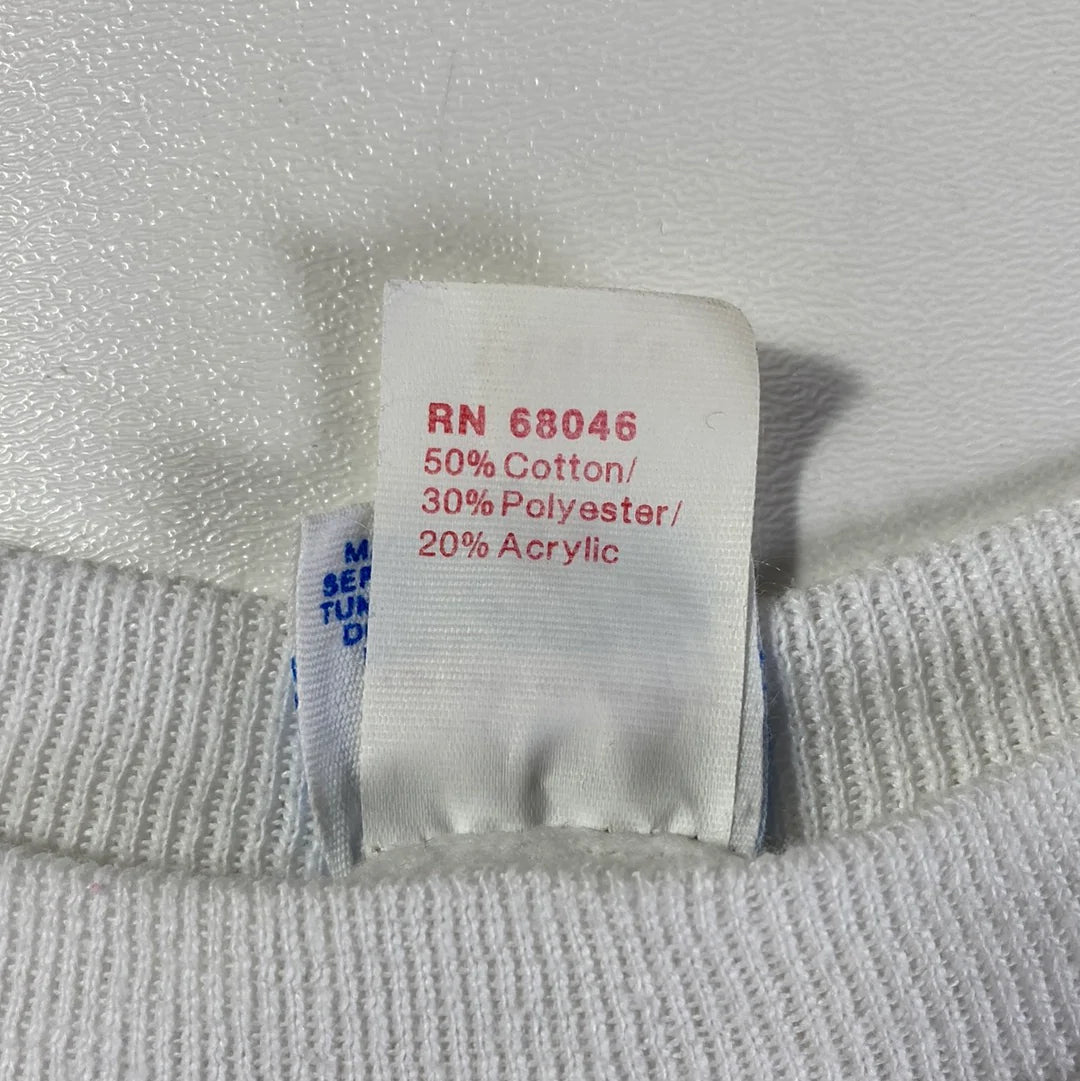 RN 68046
50% Cotton/
30% Polyester/
20% Acrylic